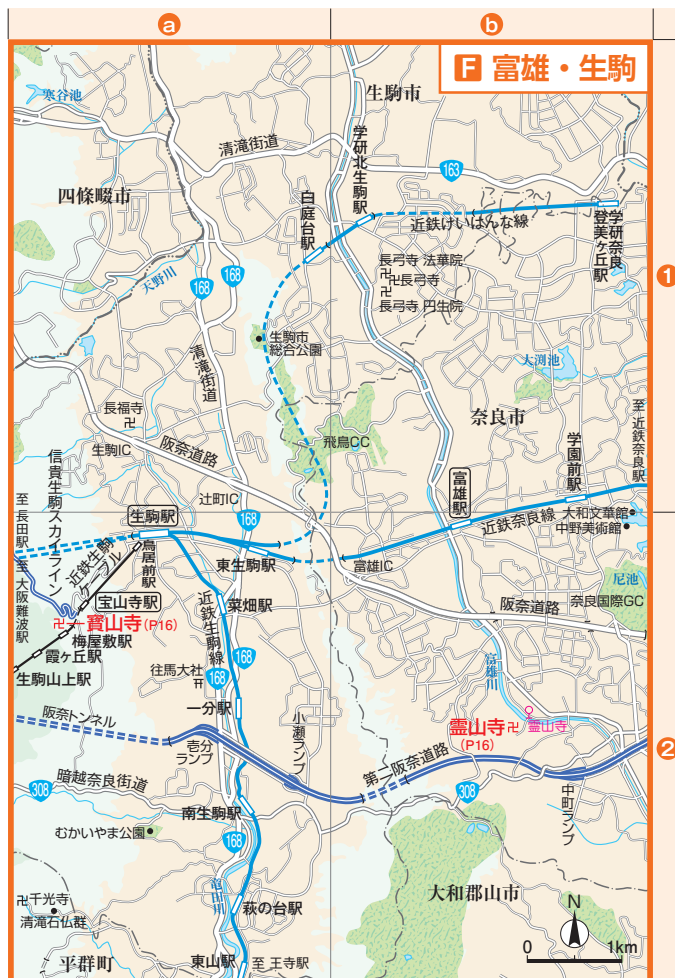 a
b
F 富雄・生駒
寒谷池
生駒市
清滝街道
学研北生駒駅
163
四條畷市
白庭台駅
近鉄けいはんな線
学研奈良
登美ヶ丘駅
長弓寺 法華院
卍長弓寺
卍
長弓寺 円生院
1
天野川
168
168
生駒市
総合公園
清滝街道
大渕池
長福寺
卍
奈良市
至 近鉄奈良駅
飛鳥CC
生駒IC
阪奈道路
学園前駅
信貴生駒スカイライン
富雄駅
辻町IC
至 長田駅
至 大阪難波駅
生駒駅
168
大和文華館
近鉄奈良線
中野美術館
鳥居前駅
東生駒駅
富雄IC
近鉄生駒
ケーブル
尼池
宝山寺駅
菜畑駅
阪奈道路
奈良国際GC
卍 寶山寺(P16)
近鉄生駒線
梅屋敷駅
霞ヶ丘駅
168
富雄川
生駒山上駅
往馬大社
168
一分駅
阪奈トンネル
小瀬ランプ
霊山寺卍
(P16)
霊山寺
2
壱分
ランプ
第二阪奈道路
308
暗越奈良街道
308
中町ランプ
南生駒駅
むかいやま公園
168
竜田川
大和郡山市
卍千光寺
清滝石仏群
萩の台駅
N
平群町
東山駅
至 王寺駅
0
1km